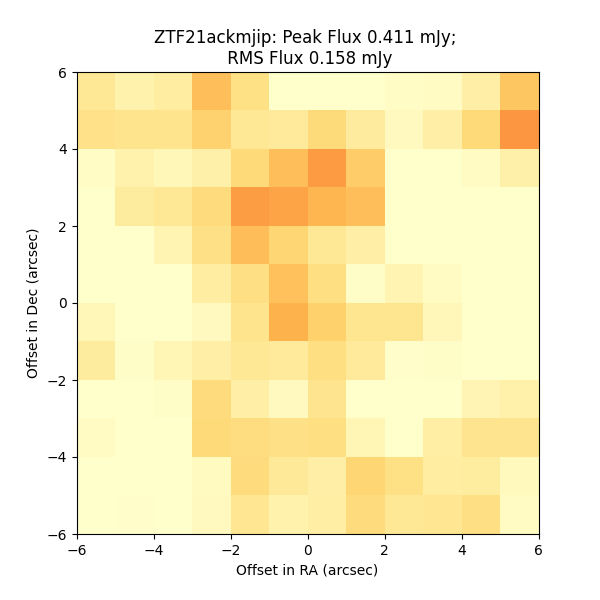 ZTF21ackmjip: Peak Flux 0.411 mJy;
RMS Flux 0.158 mJy
6
4
2
0
−2
−4
−6
Offset in Dec (arcsec)
−6 −4 −2 0 2 4 6
Offset in RA (arcsec)